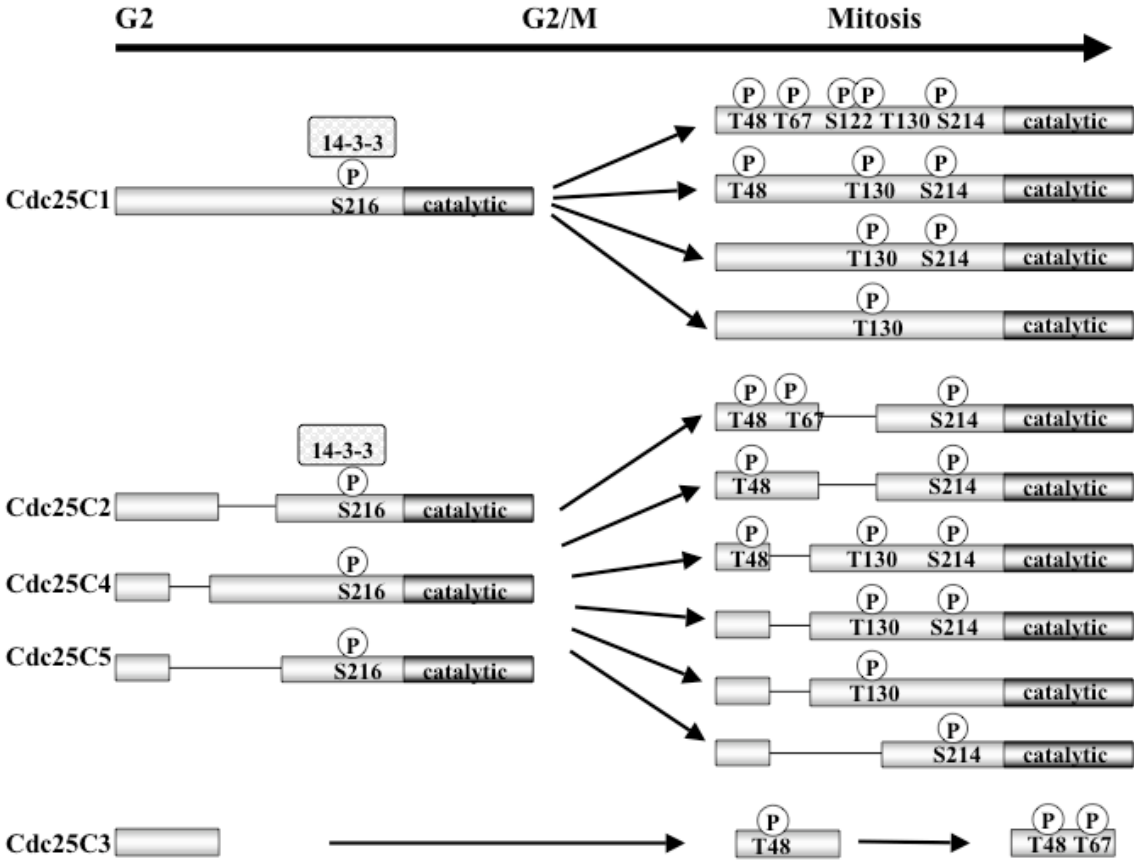 G2 G2/M Mitosis
P P P P P
T48 T67 S122 T130 S214 catalytic
14-3-3
P
Cdc25C1 S216 catalytic
P P P
T48 T130 S214 catalytic
P P
T130 S214 catalytic
P
T130 catalytic
P P P
T48 T67 S214 catalytic
14-3-3
P
Cdc25C2 S216 catalytic
P P
T48 S214 catalytic
P
Cdc25C4 S216 catalytic
P P P
T48 T130 S214 catalytic
P
Cdc25C5 S216 catalytic
P P
T130 S214 catalytic
P
T130 catalytic
P
S214 catalytic
Cdc25C3
P
T48
P P
T48 T67